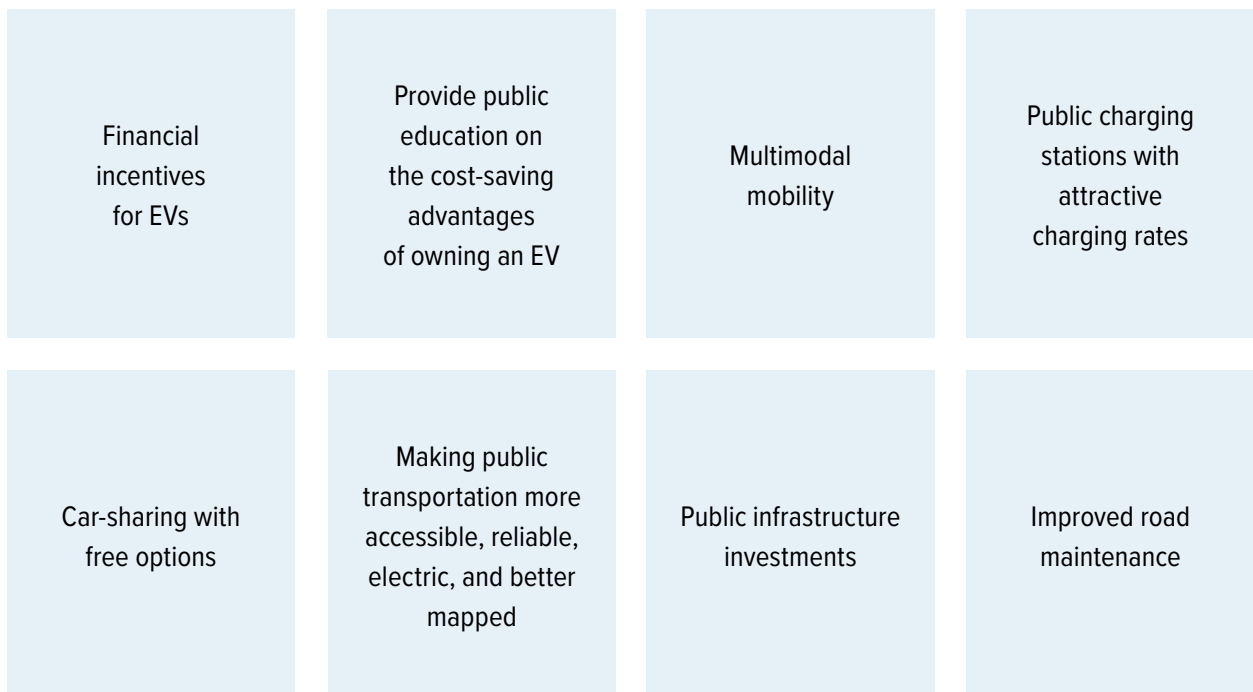 Financial
incentives
for EVs
Provide public
education on
the cost-saving
advantages
of owning an EV
Multimodal
mobility
Public charging
stations with
attractive
charging rates
Car-sharing with
free options
Making public
transportation more
accessible, reliable,
electric, and better
mapped
Public infrastructure
investments
Improved road
maintenance